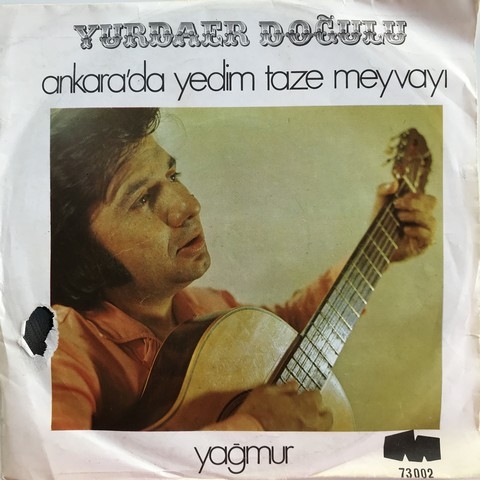 YURDAER DOĞULU
ankara'da yedim taze meyvayı
yağmur
73002